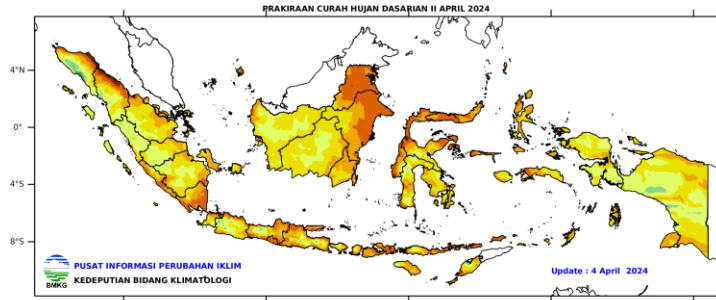 PRAKIRAAN CURAH HUJAN DASARIAN II APRIL 2024
4°N
0°
4°S
8°S
PUSAT INFORMASI PERUBAHAN IKLIM
KEDEPUTIAN BIDANG KLIMATOLOGI
BMKG
Update : 4 April 2024